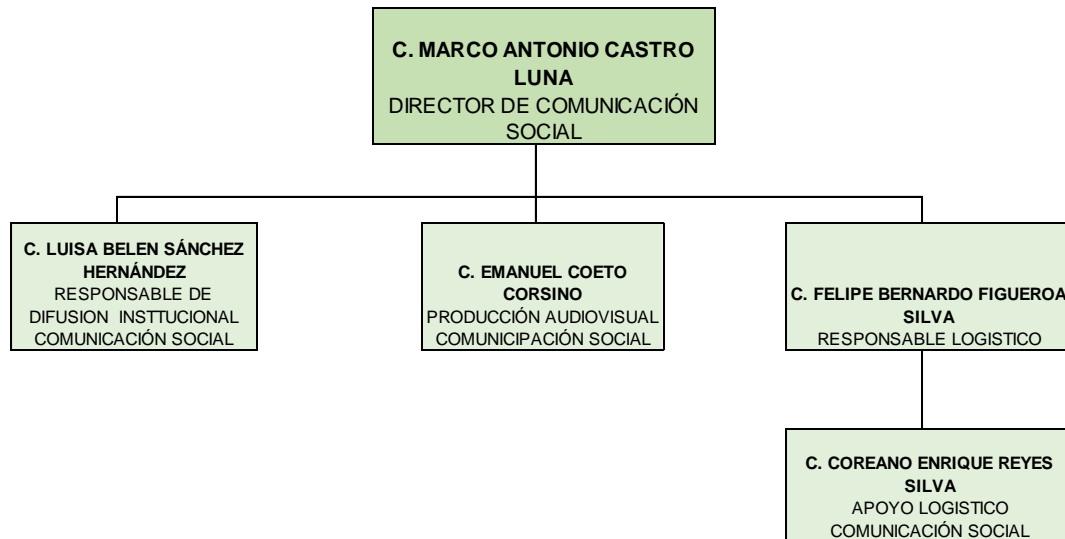 C. MARCO ANTONIO CASTRO
LUNA
DIRECTOR DE COMUNICACIÓN
SOCIAL
C. LUISA BELEN SÁNCHEZ
HERNÁNDEZ
RESPONSABLE DE
DIFUSION INSTTUCIONAL
COMUNICACIÓN SOCIAL
C. EMANUEL COETO
CORSINO
PRODUCCIÓN AUDIOVISUAL
COMUNICIPACIÓN SOCIAL
C. FELIPE BERNARDO FIGUEROA
SILVA
RESPONSABLE LOGISTICO
C. COREANO ENRIQUE REYES
SILVA
APOYO LOGISTICO
COMUNICACIÓN SOCIAL